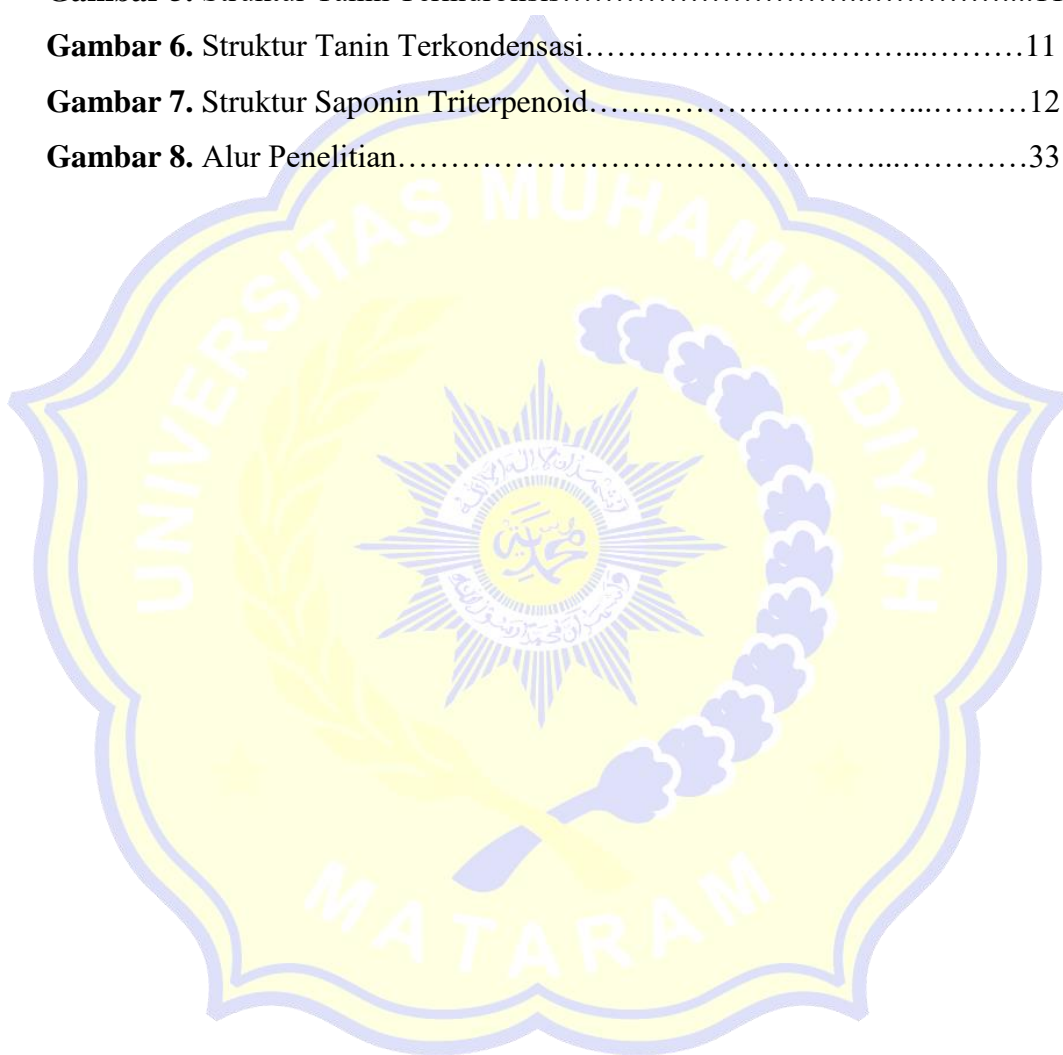 Gambar 6. Struktur Tanin Terkondensasi…………………………...………11
Gambar 7. Struktur Saponin Triterpenoid…………………………...………12
Gambar 8. Alur Penelitian………………………………………...…………33
UNIVERSITAS MUHAMMADIYAH
MATARAM